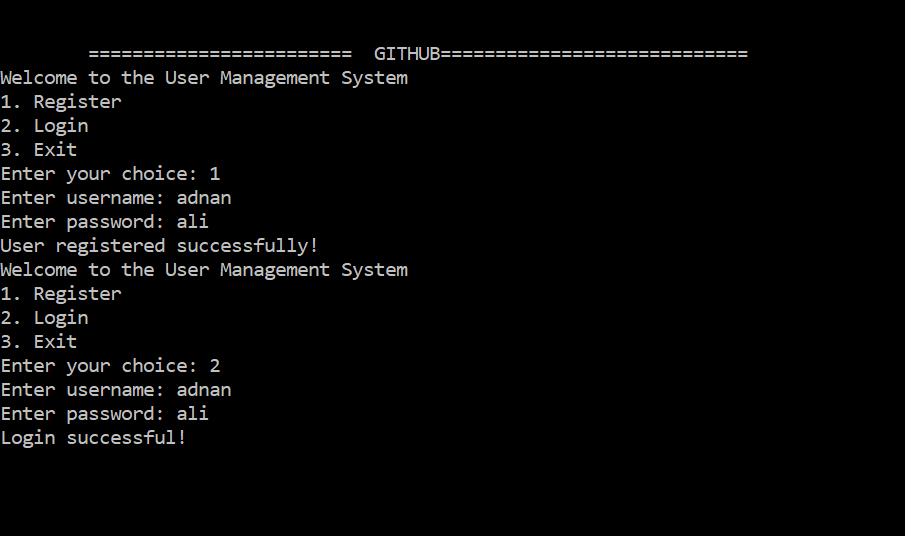 ========================  GITHUB============================
Welcome to the User Management System
1. Register
2. Login
3. Exit
Enter your choice: 1
Enter username: adnan
Enter password: ali
User registered successfully!
Welcome to the User Management System
1. Register
2. Login
3. Exit
Enter your choice: 2
Enter username: adnan
Enter password: ali
Login successful!